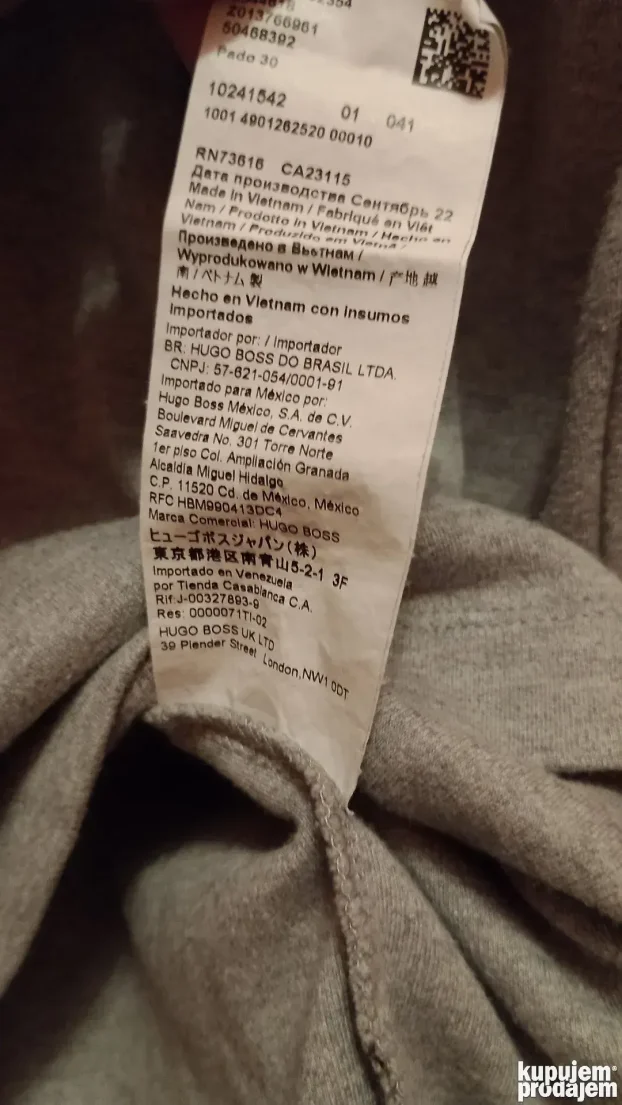 2013766961
50468392
Pado 30
10241542 01 041
1001 4901262520 00010
RN73616 CA23115
Дата производства Сентябрь 22
Made in Vietnam / Fabriqué en Viêt
Nam / Prodotto in Vietnam / Hecho en
Vietnam / Produzido em
Произведено в Вьетнам /
Wyprodukowano w Wietnam / 产地 越
南 / ベトナム 製
Hecho en Vietnam con insumos
Importados
Importador por: / Importador
BR: HUGO BOSS DO BRASIL LTDA.
CNPJ: 57-621-054/0001-91
Importado para México por:
Hugo Boss México, S.A. de C.V.
Boulevard Miguel de Cervantes
Saavedra No. 301 Torre Norte
1er piso Col. Ampliación Granada
Alcaldía Miguel Hidalgo
C.P. 11520 Cd. de México, México
RFC HBM990413DC4
Marca Comercial: HUGO BOSS
ヒューゴボスジャパン(株)
東京都港区南青山5-2-1 3F
Importado en Venezuela
por Tienda Casablanca C.A.
Rif:J-00327893-9
Res: 0000071TI-02
HUGO BOSS UK LTD
39 Plender Street London,NW1 0DT
kupujem
prodajem